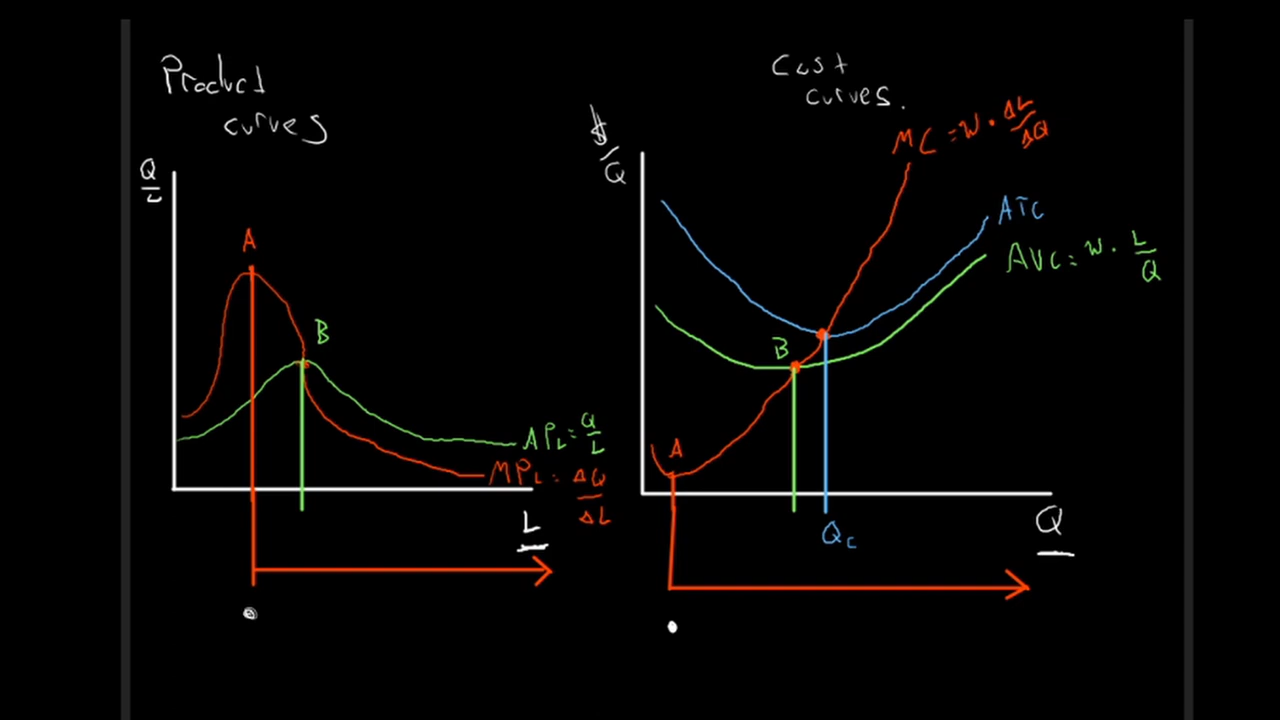 Product
curves
Q/L
A
B
APL = Q/L
MPL = ΔQ/ΔL
L
Cost
curves.
$/Q
MC = W · ΔL/ΔQ
ATC
AVC = W · L/Q
B
A
Qc
Q